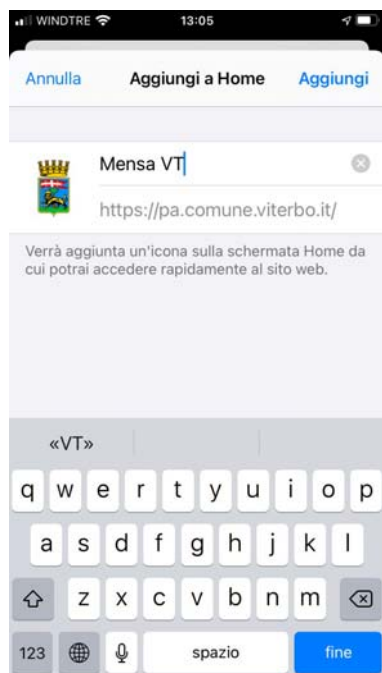 WINDTRE 13:05
Annulla Aggiungi a Home Aggiungi
Mensa VT
https://pa.comune.viterbo.it/
Verrà aggiunta un'icona sulla schermata Home da
cui potrai accedere rapidamente al sito web.
«VT»
q w e r t y u i o p
a s d f g h j k l
z x c v b n m
123 spazio fine